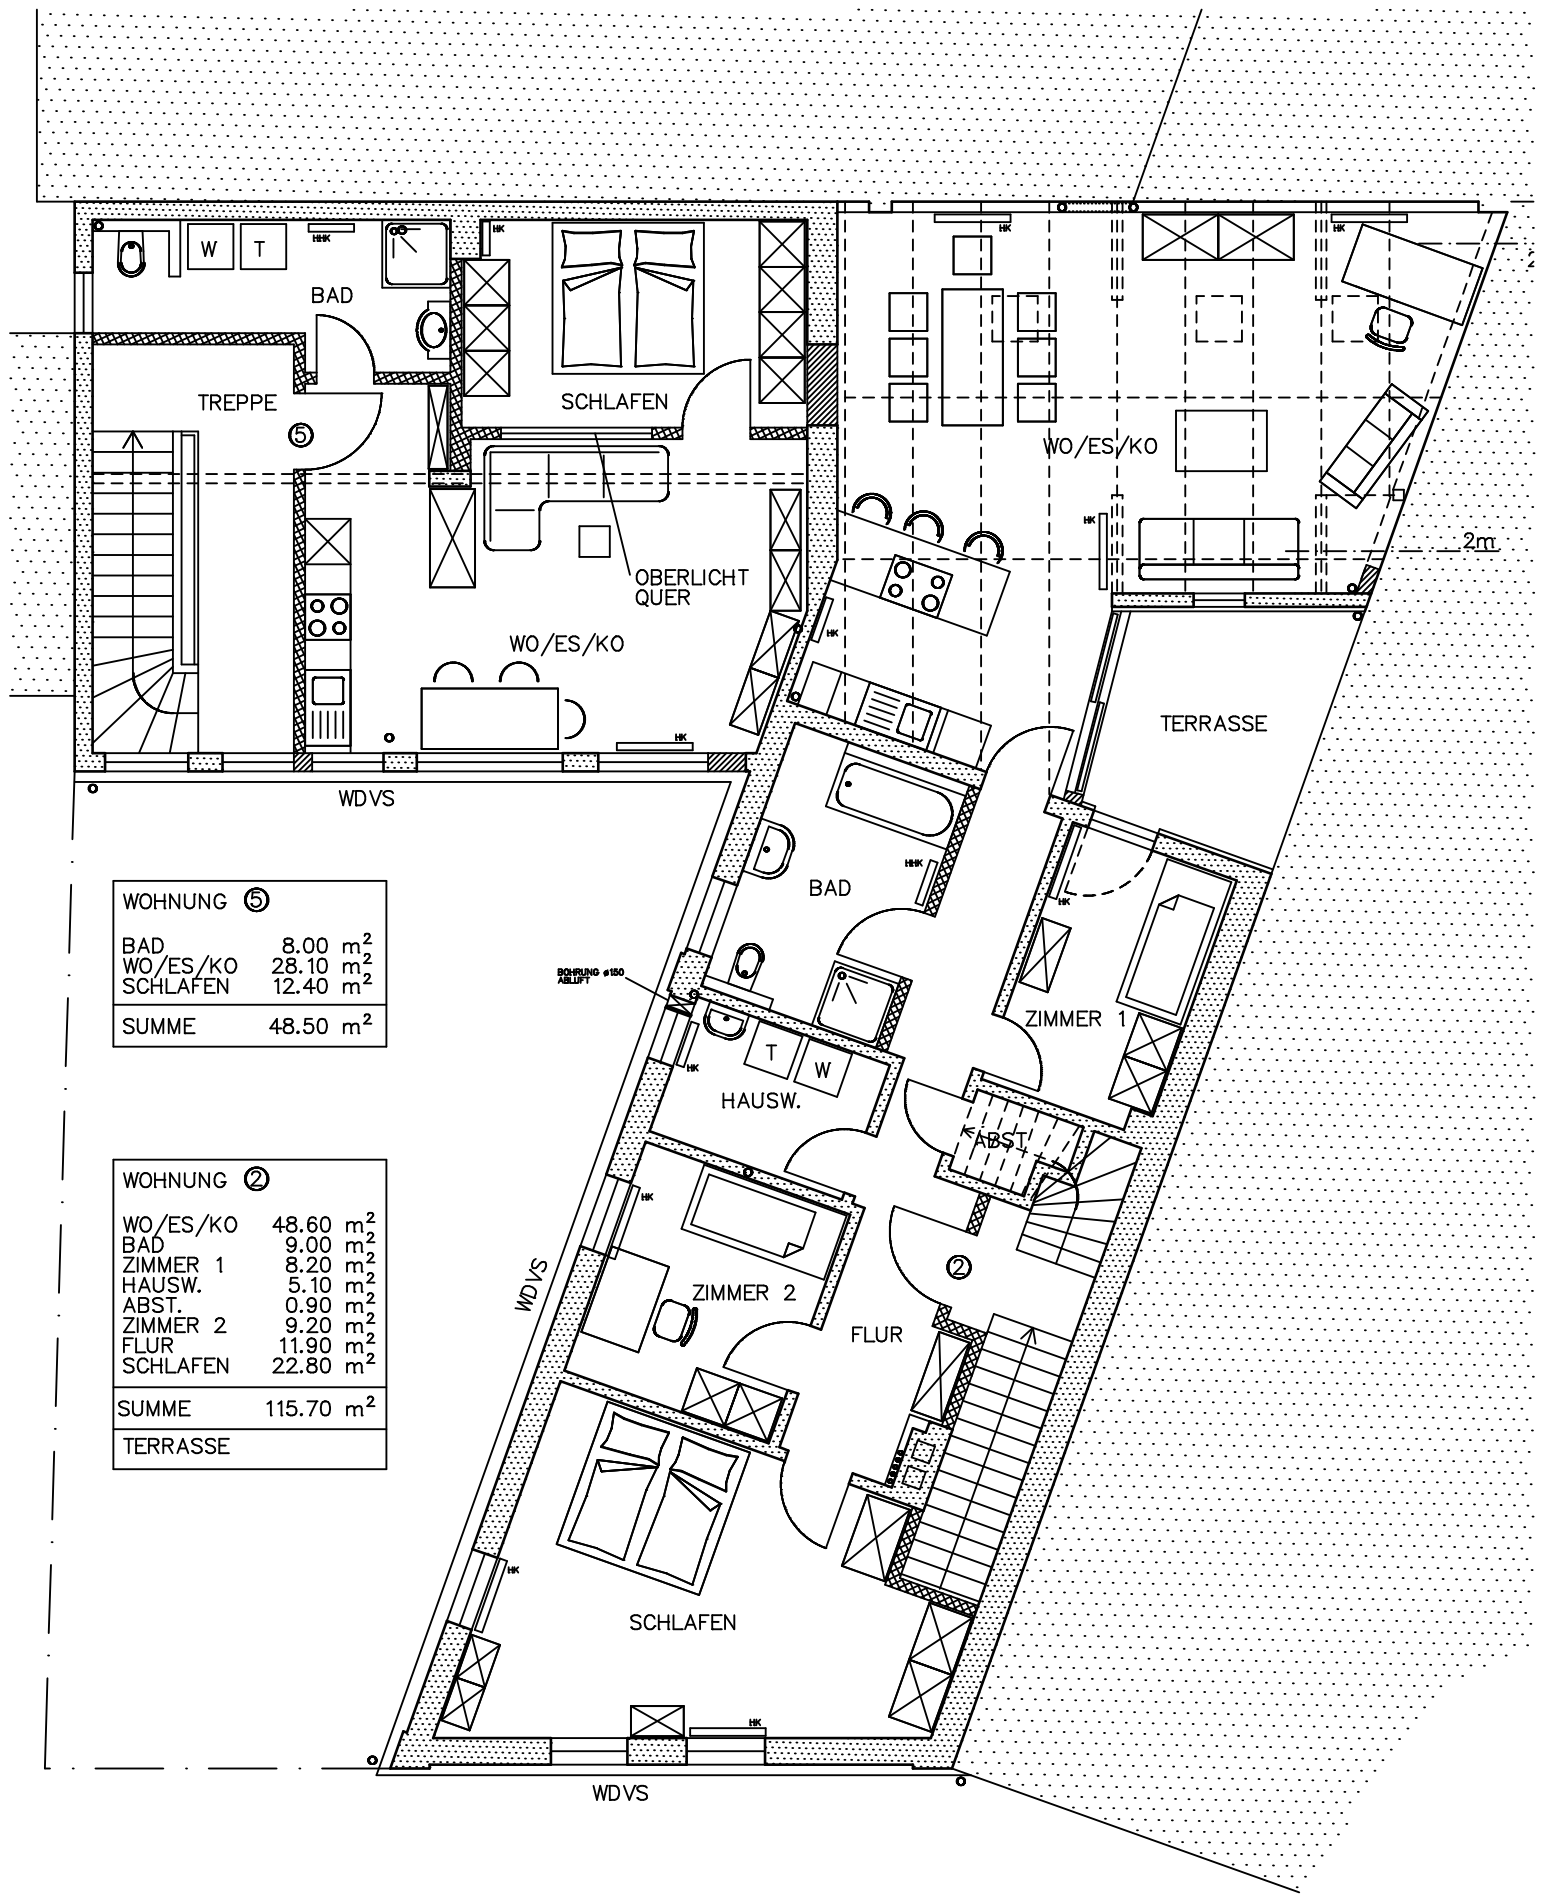 HK
HK
HK
W
T
HHK
BAD
2
TREPPE
5
SCHLAFEN
WO/ES/KO
HK
2m
OBERLICHT
QUER
WO/ES/KO
HK
HK
TERRASSE
WDVS
WOHNUNG 5
BAD 8.00 m²
WO/ES/KO 28.10 m²
SCHLAFEN 12.40 m²
SUMME 48.50 m²
HHK
BAD
HK
BOHRUNG ø150
ABLUFT
ZIMMER 1
T
W
HK
HAUSW.
ABST.
WOHNUNG 2
WO/ES/KO 48.60 m²
BAD 9.00 m²
ZIMMER 1 8.20 m²
HAUSW. 5.10 m²
ABST. 0.90 m²
ZIMMER 2 9.20 m²
FLUR 11.90 m²
SCHLAFEN 22.80 m²
SUMME 115.70 m²
TERRASSE
HK
WDVS
2
ZIMMER 2
FLUR
HK
SCHLAFEN
HK
WDVS